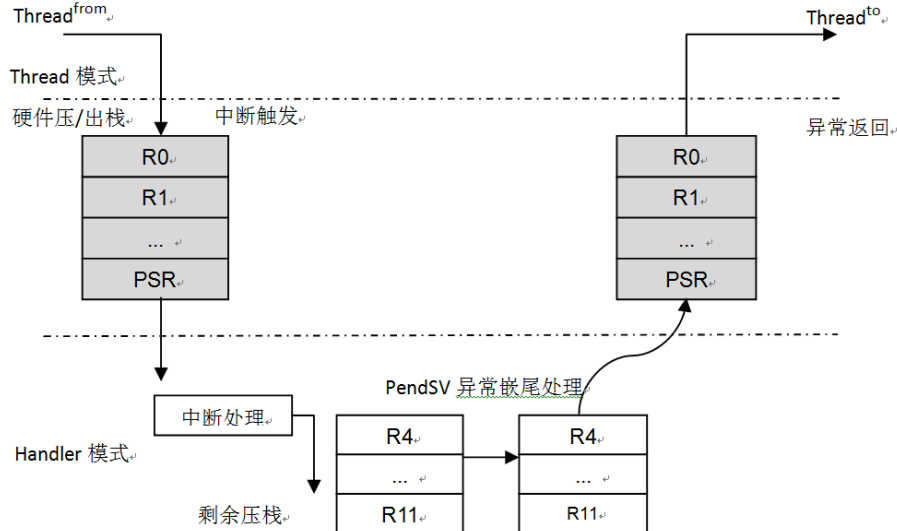 Thread^from
Thread^to
Thread 模式
硬件压/出栈
中断触发
异常返回
R0
R1
...
PSR
R0
R1
...
PSR
PendSV 异常嵌尾处理
中断处理
R4
...
R11
R4
...
R11
Handler 模式
剩余压栈